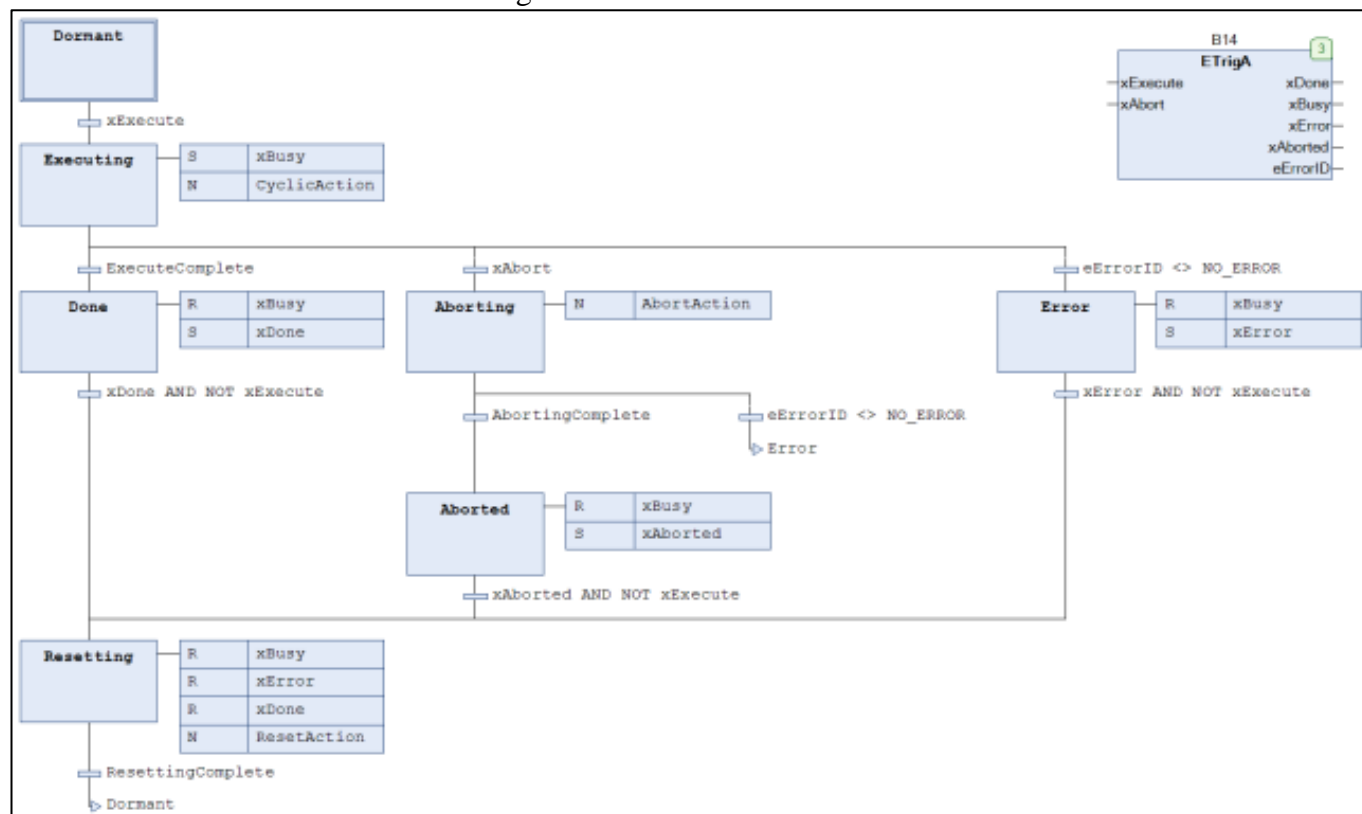 Dormant
B14
3
ETrigA
xExecute xDone
xAbort xBusy
xError
xAborted
eErrorID
xExecute
Executing
S xBusy
N CyclicAction
ExecuteComplete
xAbort
eErrorID <> NO_ERROR
Done
R xBusy
S xDone
Aborting
N AbortAction
Error
R xBusy
S xError
xDone AND NOT xExecute
xError AND NOT xExecute
AbortingComplete
eErrorID <> NO_ERROR
Error
Aborted
R xBusy
S xAborted
xAborted AND NOT xExecute
Resetting
R xBusy
R xError
R xDone
N ResetAction
ResettingComplete
Dormant